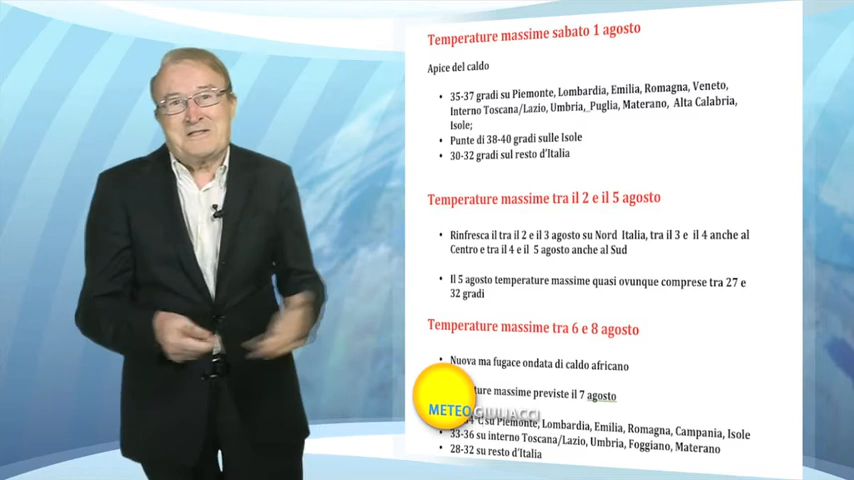 Temperature massime sabato 1 agosto
Apice del caldo
• 35-37 gradi su Piemonte, Lombardia, Emilia, Romagna, Veneto,
Interno Toscana/Lazio, Umbria, Puglia, Materano, Alta Calabria,
Isole;
• Punte di 38-40 gradi sulle Isole
• 30-32 gradi sul resto d'Italia
Temperature massime tra il 2 e il 5 agosto
• Rinfresca il tra il 2 e il 3 agosto su Nord Italia, tra il 3 e il 4 anche al
Centro e tra il 4 e il 5 agosto anche al Sud
• Il 5 agosto temperature massime quasi ovunque comprese tra 27 e
32 gradi
Temperature massime tra 6 e 8 agosto
• Nuova ma fugace ondata di caldo africano
massime previste il 7 agosto
su Piemonte, Lombardia, Emilia, Romagna, Campania, Isole
• 33-36 su interno Toscana/Lazio, Umbria, Foggiano, Materano
• 28-32 su resto d'Italia
METEOGIULIACCI